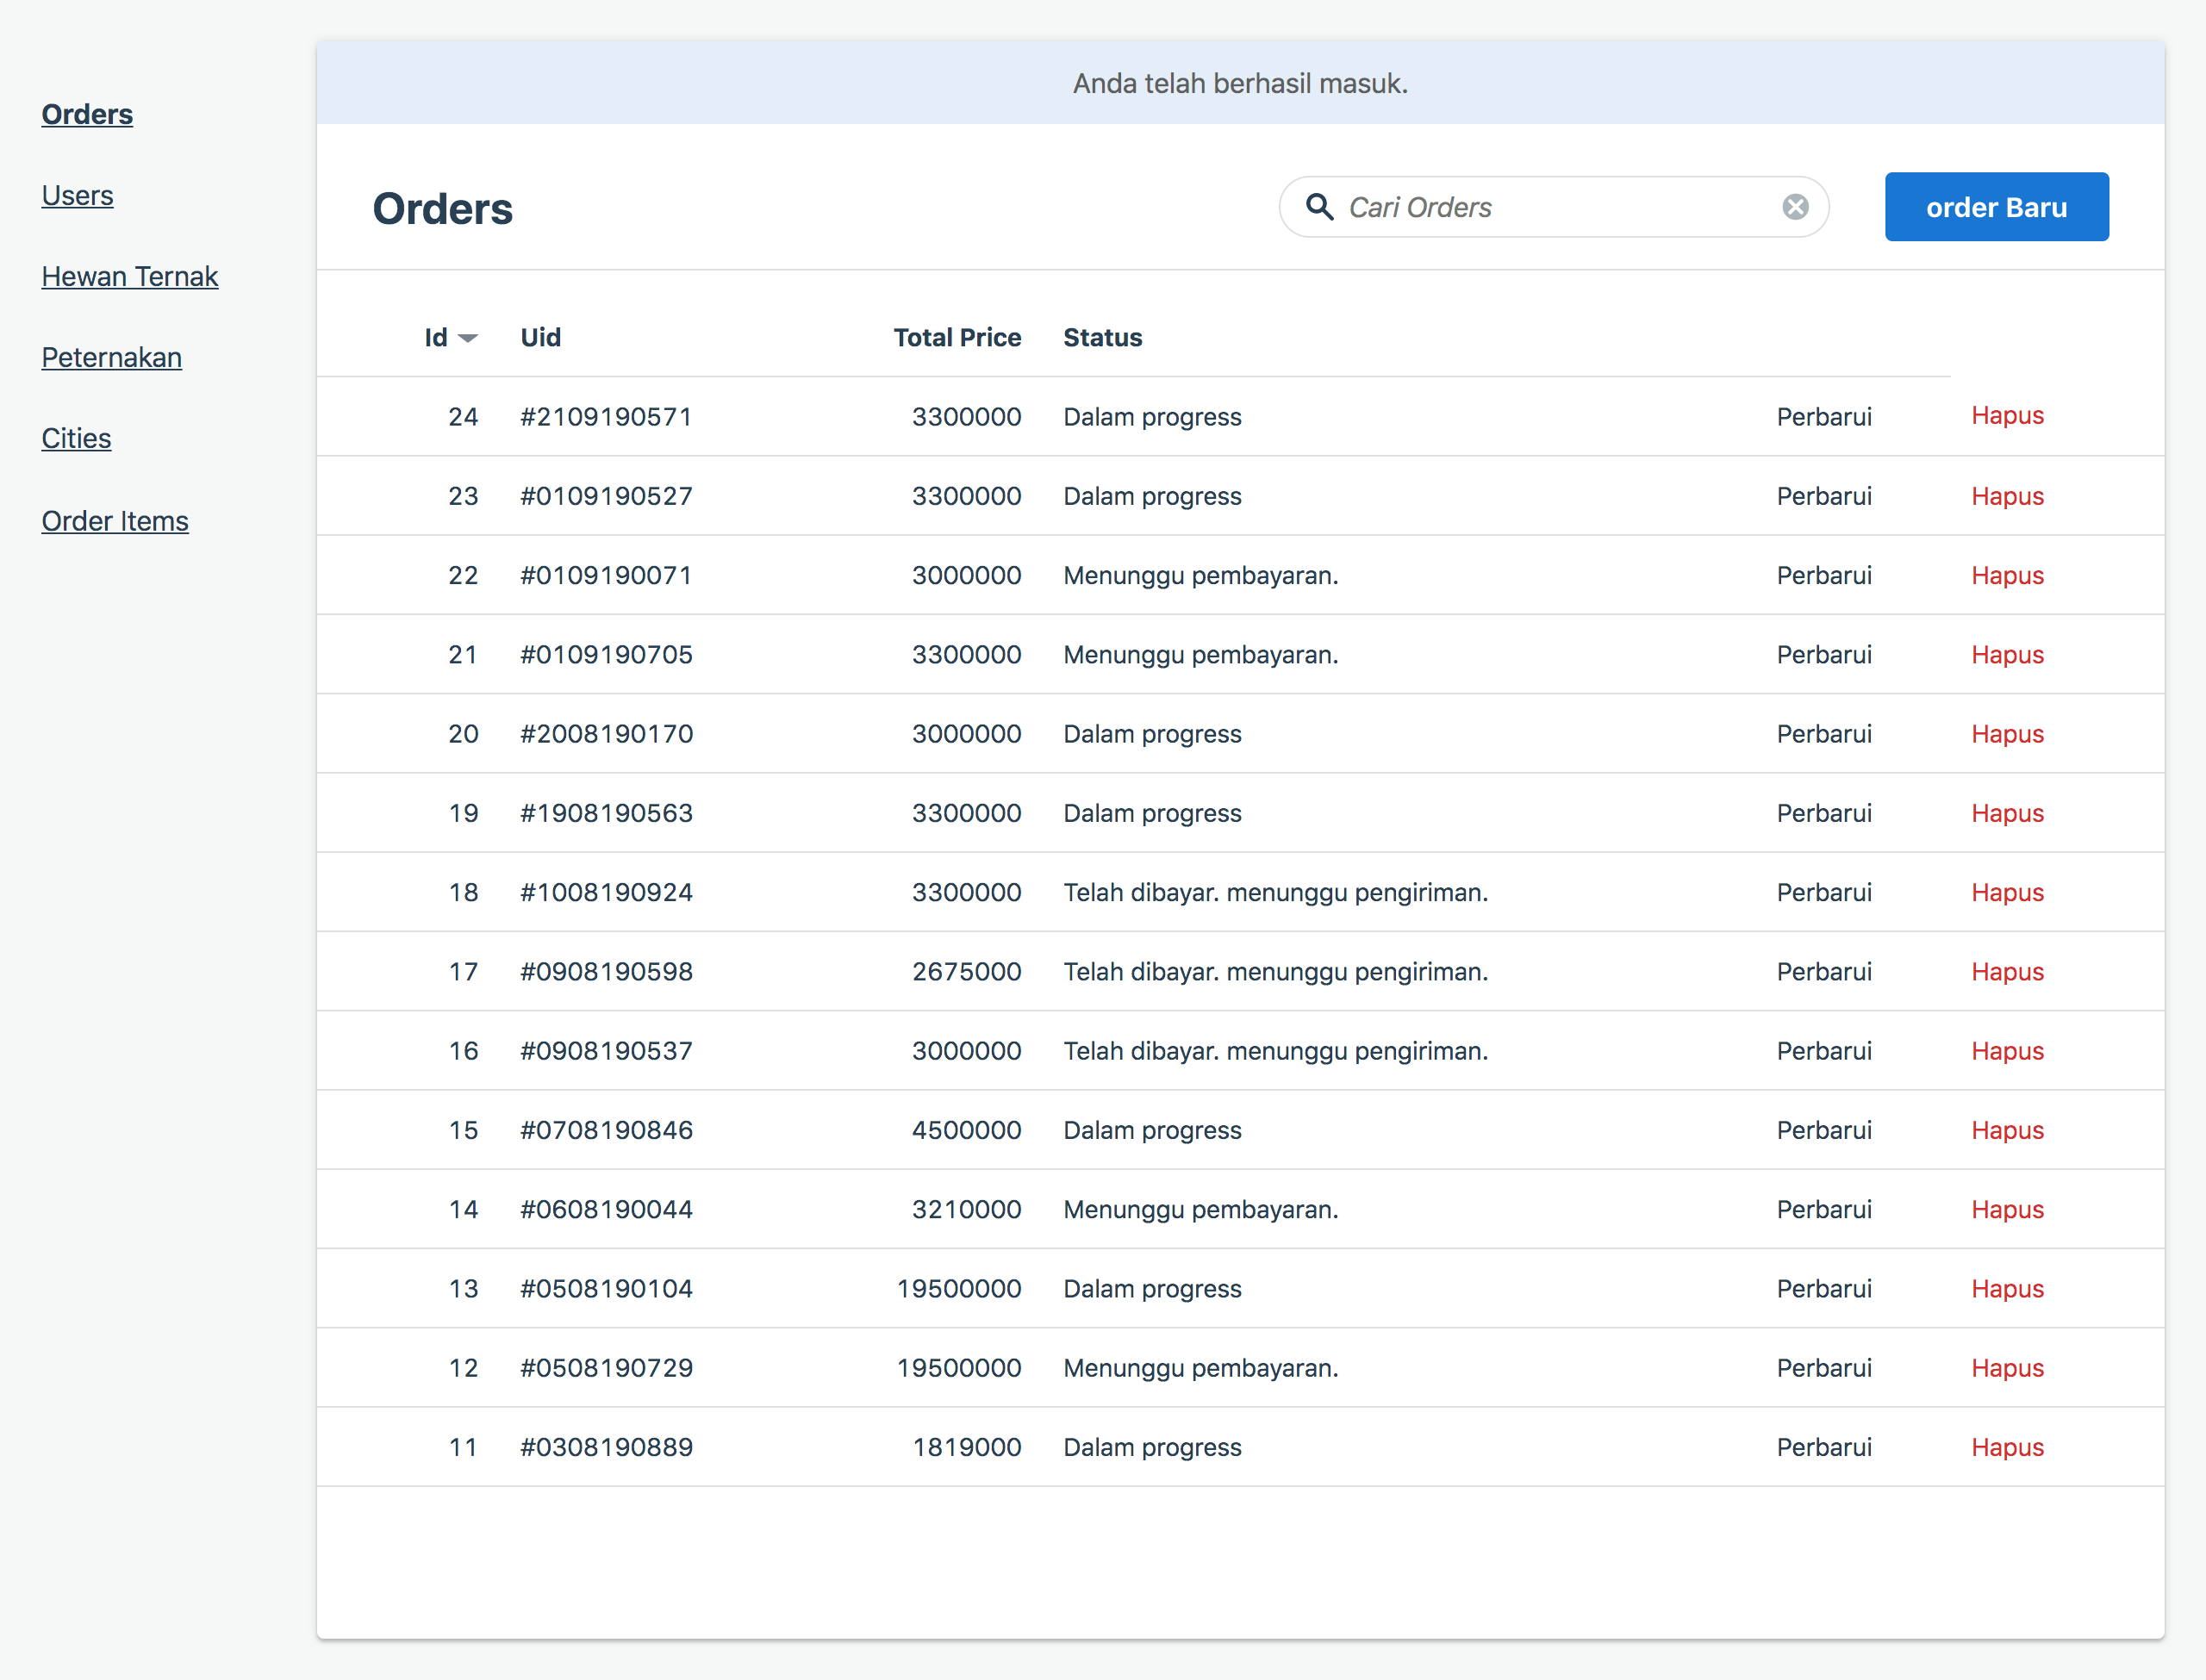 Anda telah berhasil masuk.
Orders
Users
Hewan Ternak
Peternakan
Cities
Order Items
Orders
Cari Orders
order Baru
Id Uid Total Price Status
24 #2109190571 3300000 Dalam progress Perbarui Hapus
23 #0109190527 3300000 Dalam progress Perbarui Hapus
22 #0109190071 3000000 Menunggu pembayaran. Perbarui Hapus
21 #0109190705 3300000 Menunggu pembayaran. Perbarui Hapus
20 #2008190170 3000000 Dalam progress Perbarui Hapus
19 #1908190563 3300000 Dalam progress Perbarui Hapus
18 #1008190924 3300000 Telah dibayar. menunggu pengiriman. Perbarui Hapus
17 #0908190598 2675000 Telah dibayar. menunggu pengiriman. Perbarui Hapus
16 #0908190537 3000000 Telah dibayar. menunggu pengiriman. Perbarui Hapus
15 #0708190846 4500000 Dalam progress Perbarui Hapus
14 #0608190044 3210000 Menunggu pembayaran. Perbarui Hapus
13 #0508190104 19500000 Dalam progress Perbarui Hapus
12 #0508190729 19500000 Menunggu pembayaran. Perbarui Hapus
11 #0308190889 1819000 Dalam progress Perbarui Hapus